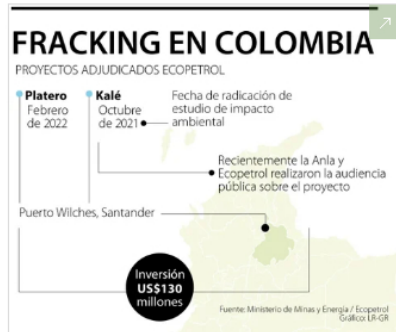 FRACKING EN COLOMBIA
PROYECTOS ADJUDICADOS ECOPETROL
Platero
Febrero
de 2022
Kalé
Octubre
de 2021
Fecha de radicación de
estudio de impacto
ambiental
Recientemente la Anla y
Ecopetrol realizaron la audiencia
pública sobre el proyecto
Puerto Wilches, Santander
Inversión
US$130
millones
Fuente: Ministerio de Minas y Energía / Ecopetrol
Gráfico: LR-GR